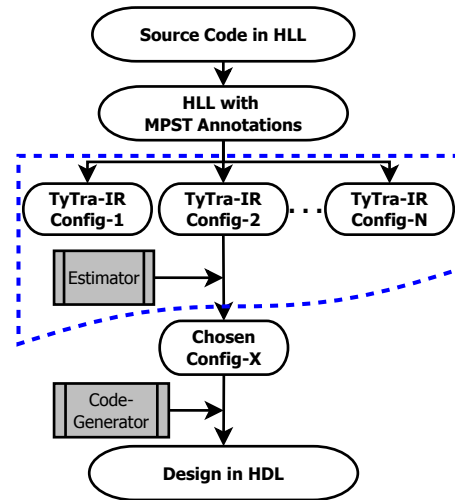 Source Code in HLL
HLL with
MPST Annotations
TyTra-IR
Config-1
TyTra-IR
Config-2
. . .
TyTra-IR
Config-N
Estimator
Chosen
Config-X
Code-
Generator
Design in HDL